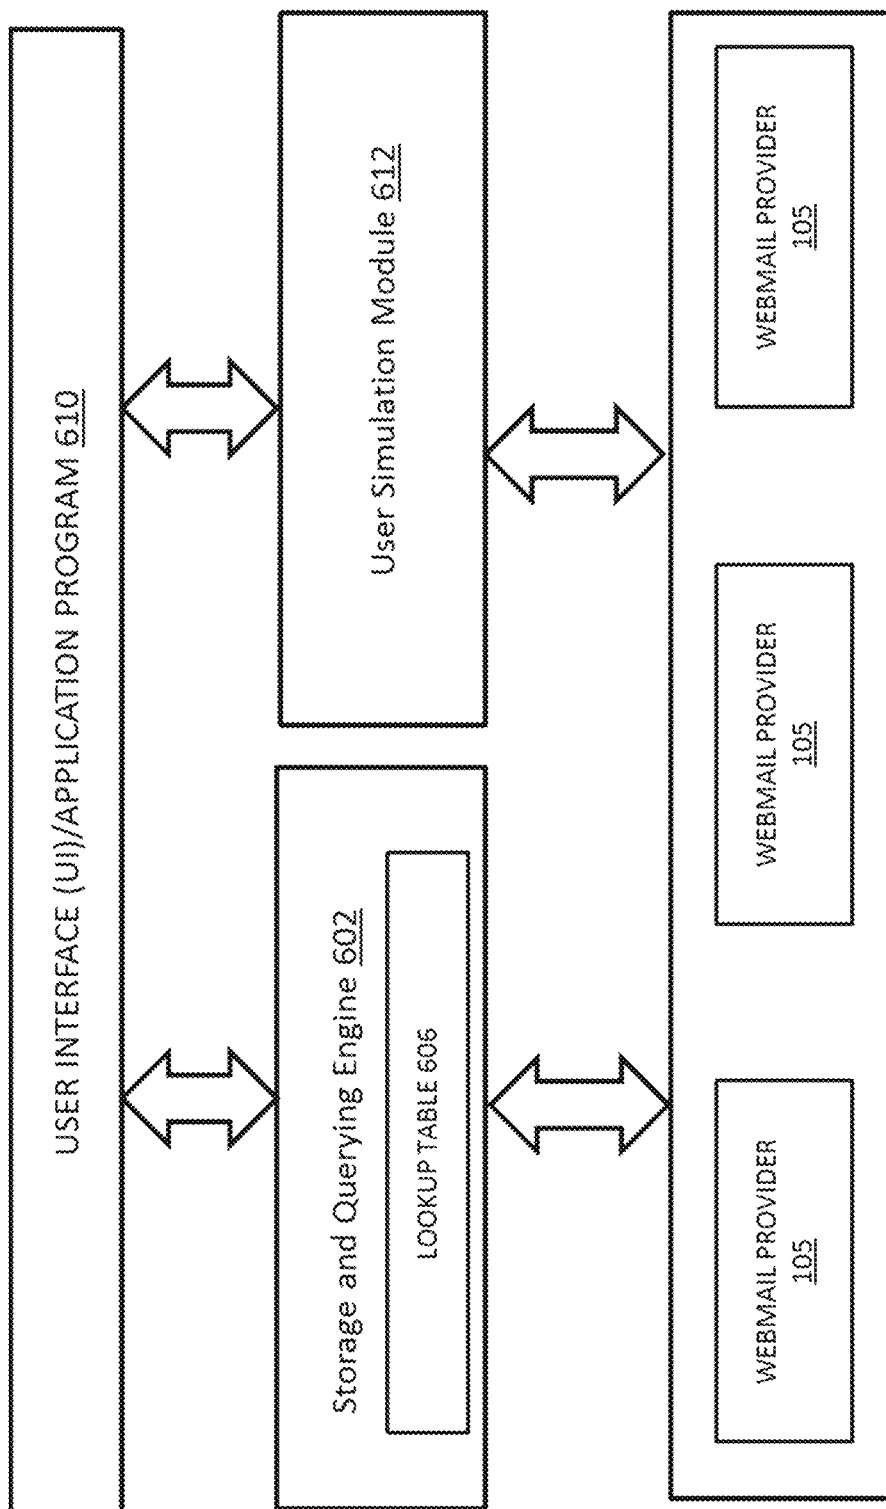 USER INTERFACE (UI)/APPLICATION PROGRAM 610
Storage and Querying Engine 602
LOOKUP TABLE 606
User Simulation Module 612
WEBMAIL PROVIDER
105
WEBMAIL PROVIDER
105
WEBMAIL PROVIDER
105